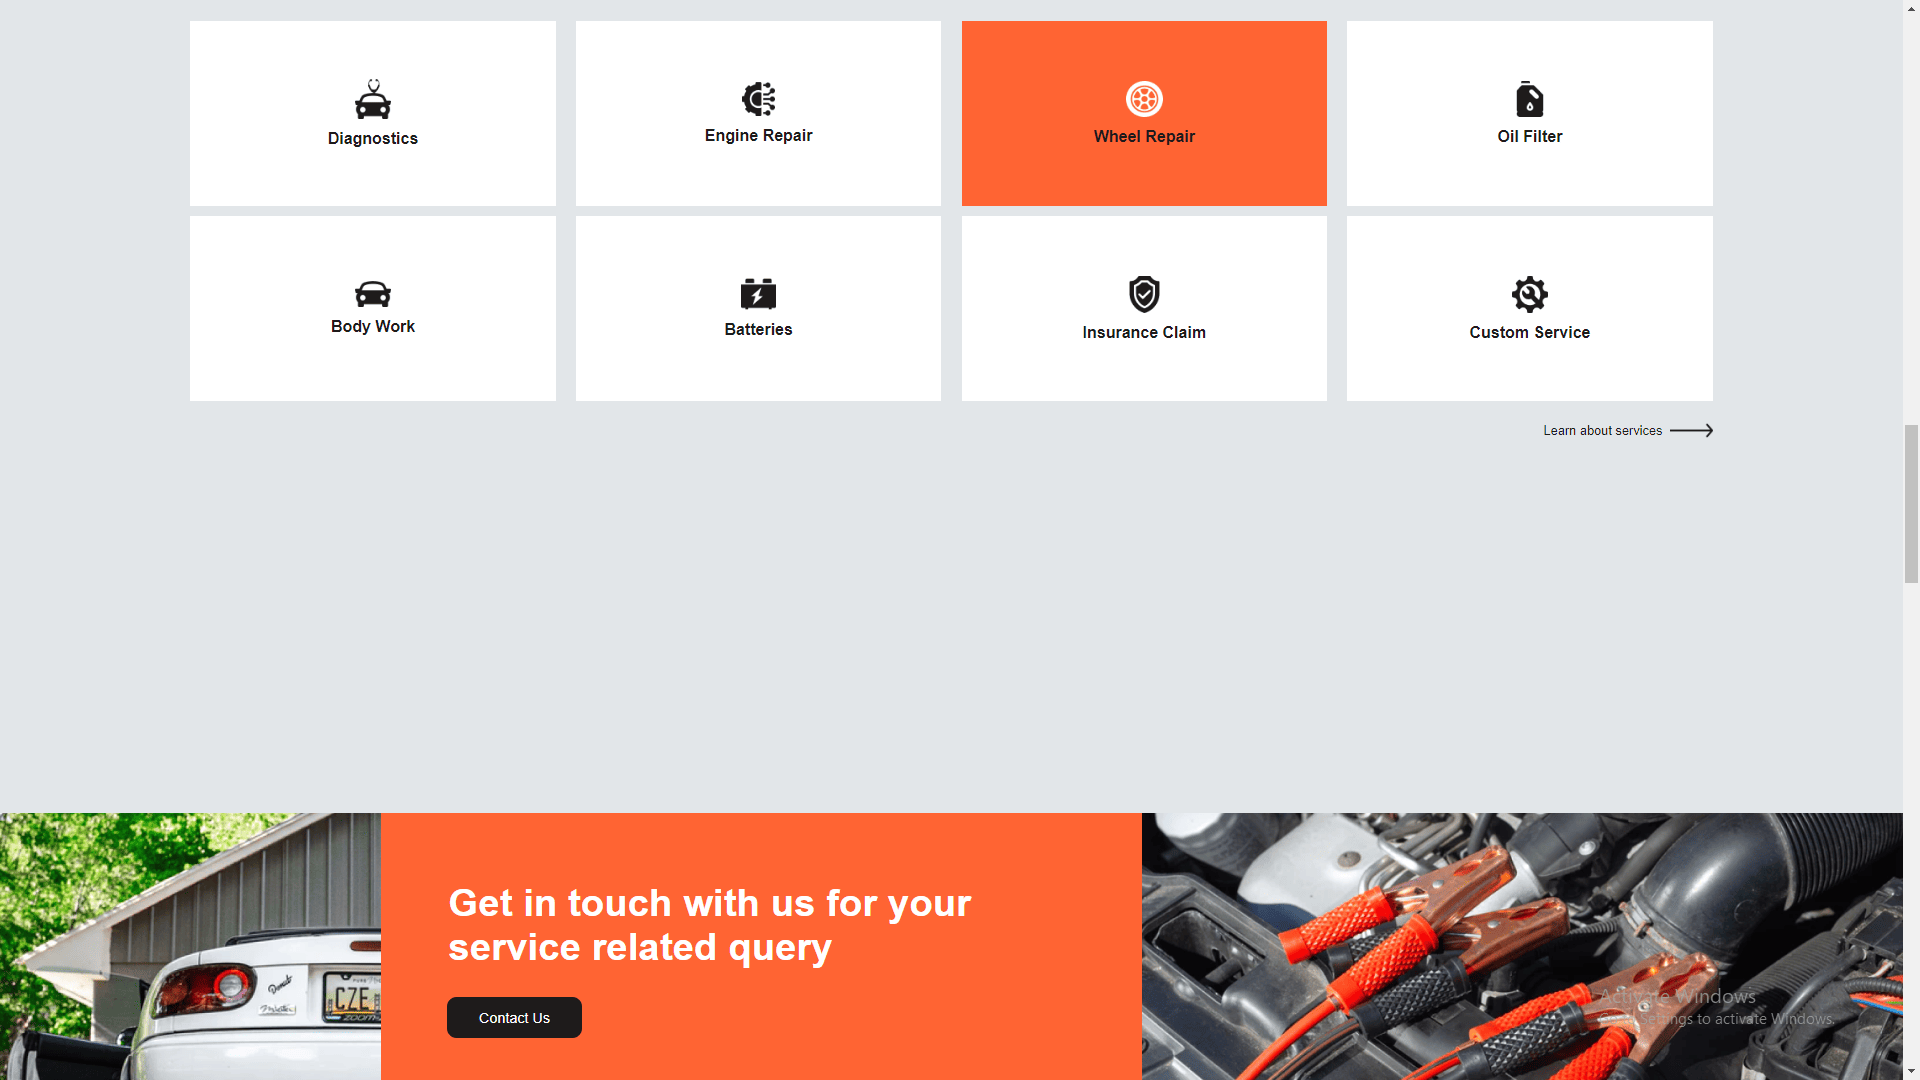 Diagnostics
Engine Repair
Wheel Repair
Oil Filter
Body Work
Batteries
Insurance Claim
Custom Service
Learn about services
Get in touch with us for your
service related query
Contact Us
CZE
ZOOM
Activate Windows
Go to Settings to activate Windows.